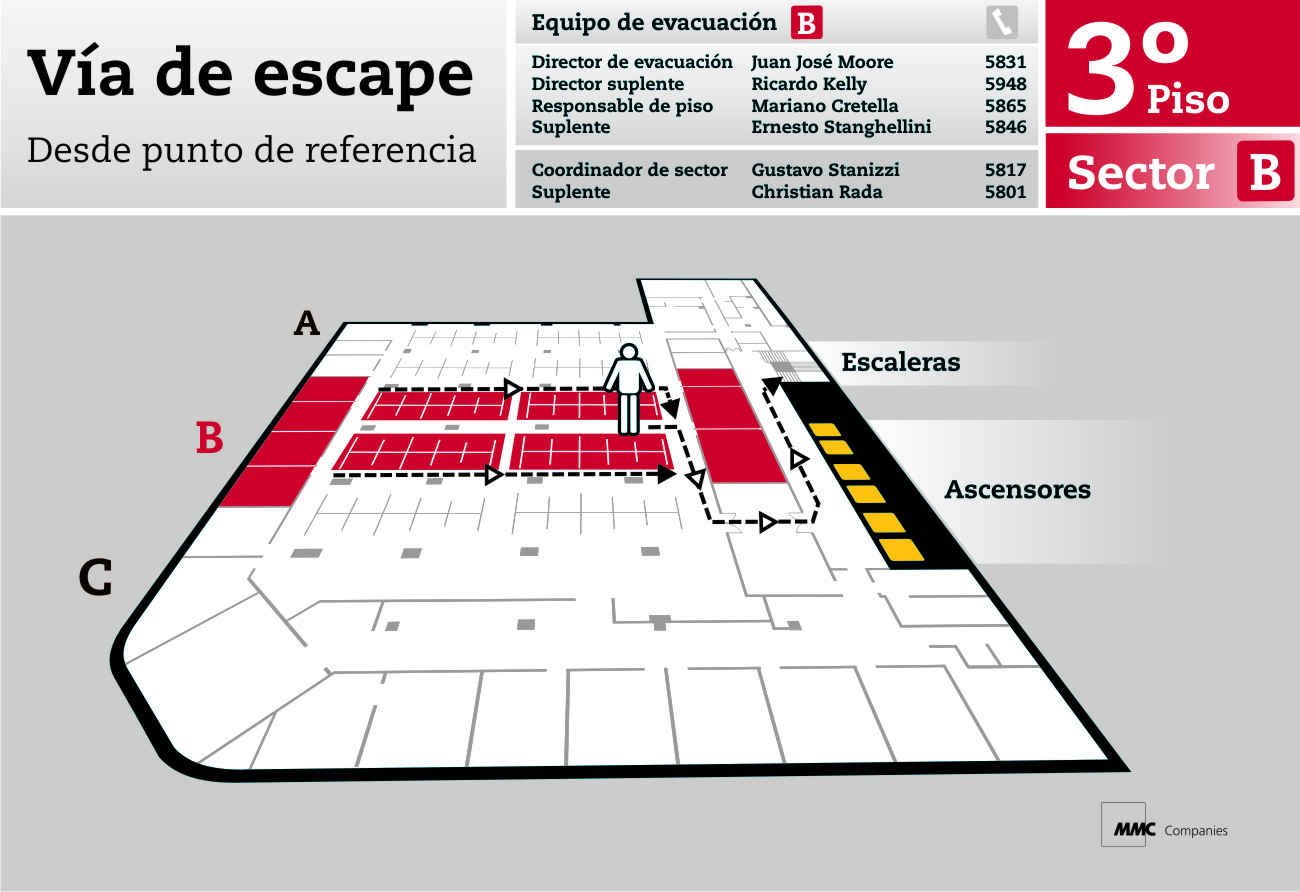 Vía de escape
Desde punto de referencia
Equipo de evacuación B
Director de evacuación Juan José Moore 5831
Director suplente Ricardo Kelly 5948
Responsable de piso Mariano Cretella 5865
Suplente Ernesto Stanghellini 5846
Coordinador de sector Gustavo Stanizzi 5817
Suplente Christian Rada 5801
3º
Piso
Sector B
A
Escaleras
B
Ascensores
C
MMC Companies